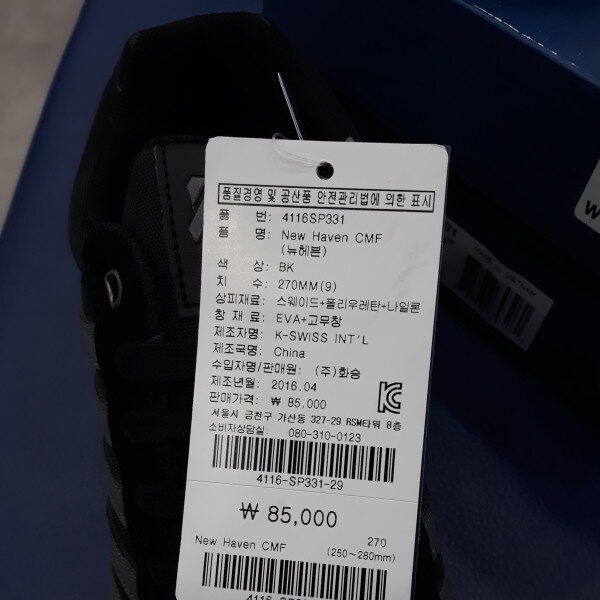 품질경영 및 공산품 안전관리법에 의한 표시
품 번: 4116SP331
품 명: New Haven CMF
(뉴헤븐)
색 상: BK
치 수: 270MM(9)
상피재료: 스웨이드+폴리우레탄+나일론
창 재료: EVA+고무창
제조자명: K-SWISS INT'L
제조국명: China
수입자명/판매원: (주)화승
제조년월: 2016.04
판매가격: ₩ 85,000
서울시 금천구 가산동 327-29 RSM타워 8층
소비자상담실: 080-310-0123
4116-SP331-29
₩ 85,000
New Haven CMF 270
(250~280mm)